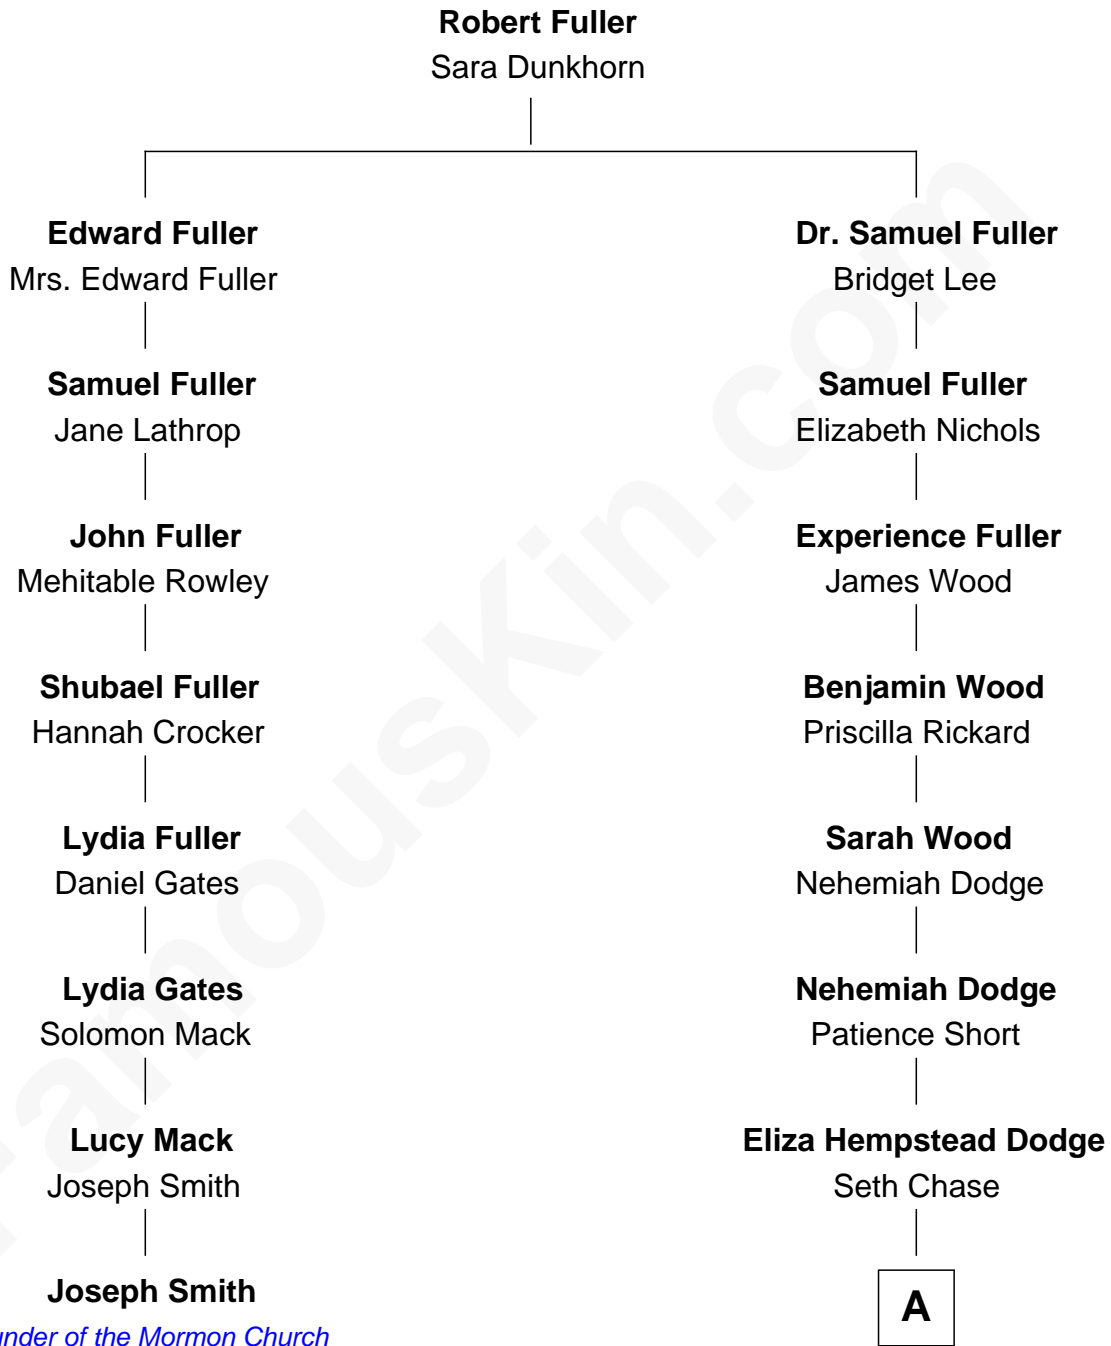 Robert Fuller
Sara Dunkhorn
Edward Fuller
Mrs. Edward Fuller
Dr. Samuel Fuller
Bridget Lee
Samuel Fuller
Jane Lathrop
Samuel Fuller
Elizabeth Nichols
John Fuller
Mehitable Rowley
Experience Fuller
James Wood
Shubael Fuller
Hannah Crocker
Benjamin Wood
Priscilla Rickard
Lydia Fuller
Daniel Gates
Sarah Wood
Nehemiah Dodge
Lydia Gates
Solomon Mack
Nehemiah Dodge
Patience Short
Lucy Mack
Joseph Smith
Eliza Hempstead Dodge
Seth Chase
Joseph Smith
under of the Mormon Church
A
FamousKin.com